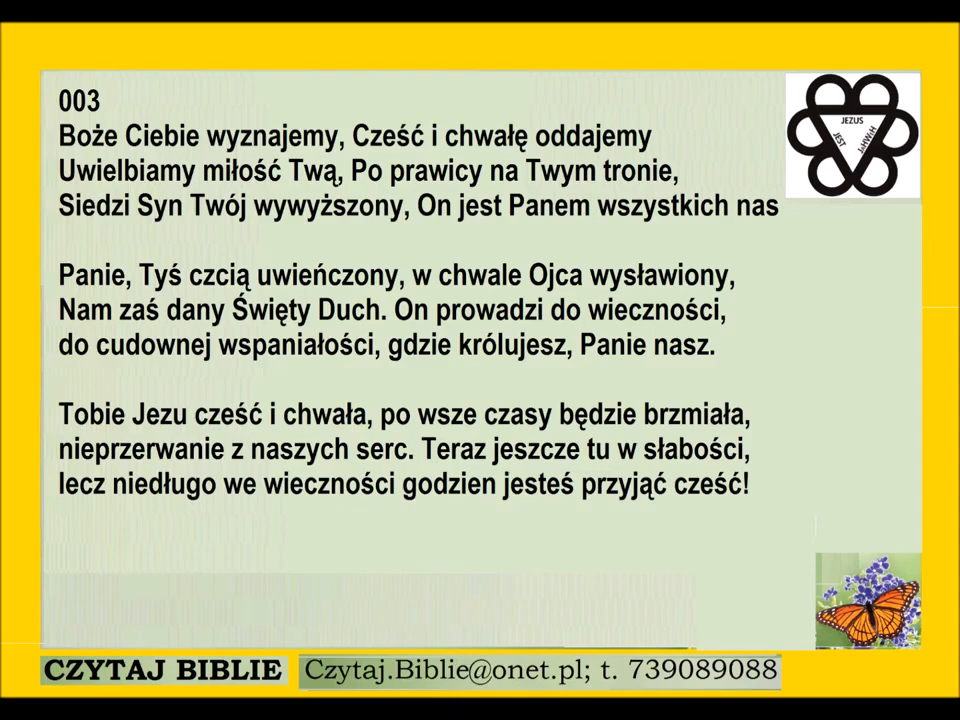 003
Boże Ciebie wyznajemy, Cześć i chwałę oddajemy
Uwielbiamy miłość Twą, Po prawicy na Twym tronie,
Siedzi Syn Twój wywyższony, On jest Panem wszystkich nas
JEZUS
JEST
JaHWeH
Panie, Tyś czcią uwieńczony, w chwale Ojca wysławiony,
Nam zaś dany Święty Duch. On prowadzi do wieczności,
do cudownej wspaniałości, gdzie królujesz, Panie nasz.
Tobie Jezu cześć i chwała, po wsze czasy będzie brzmiała,
nieprzerwanie z naszych serc. Teraz jeszcze tu w słabości,
lecz niedługo we wieczności godzien jesteś przyjąć cześć!
CZYTAJ BIBLIE Czytaj.Biblie@onet.pl; t. 739089088